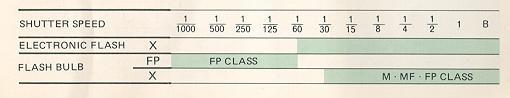 SHUTTER SPEED 1/1000 1/500 1/250 1/125 1/60 1/30 1/15 1/8 1/4 1/2 1 B
ELECTRONIC FLASH X
FLASH BULB FP FP CLASS
X M · MF · FP CLASS